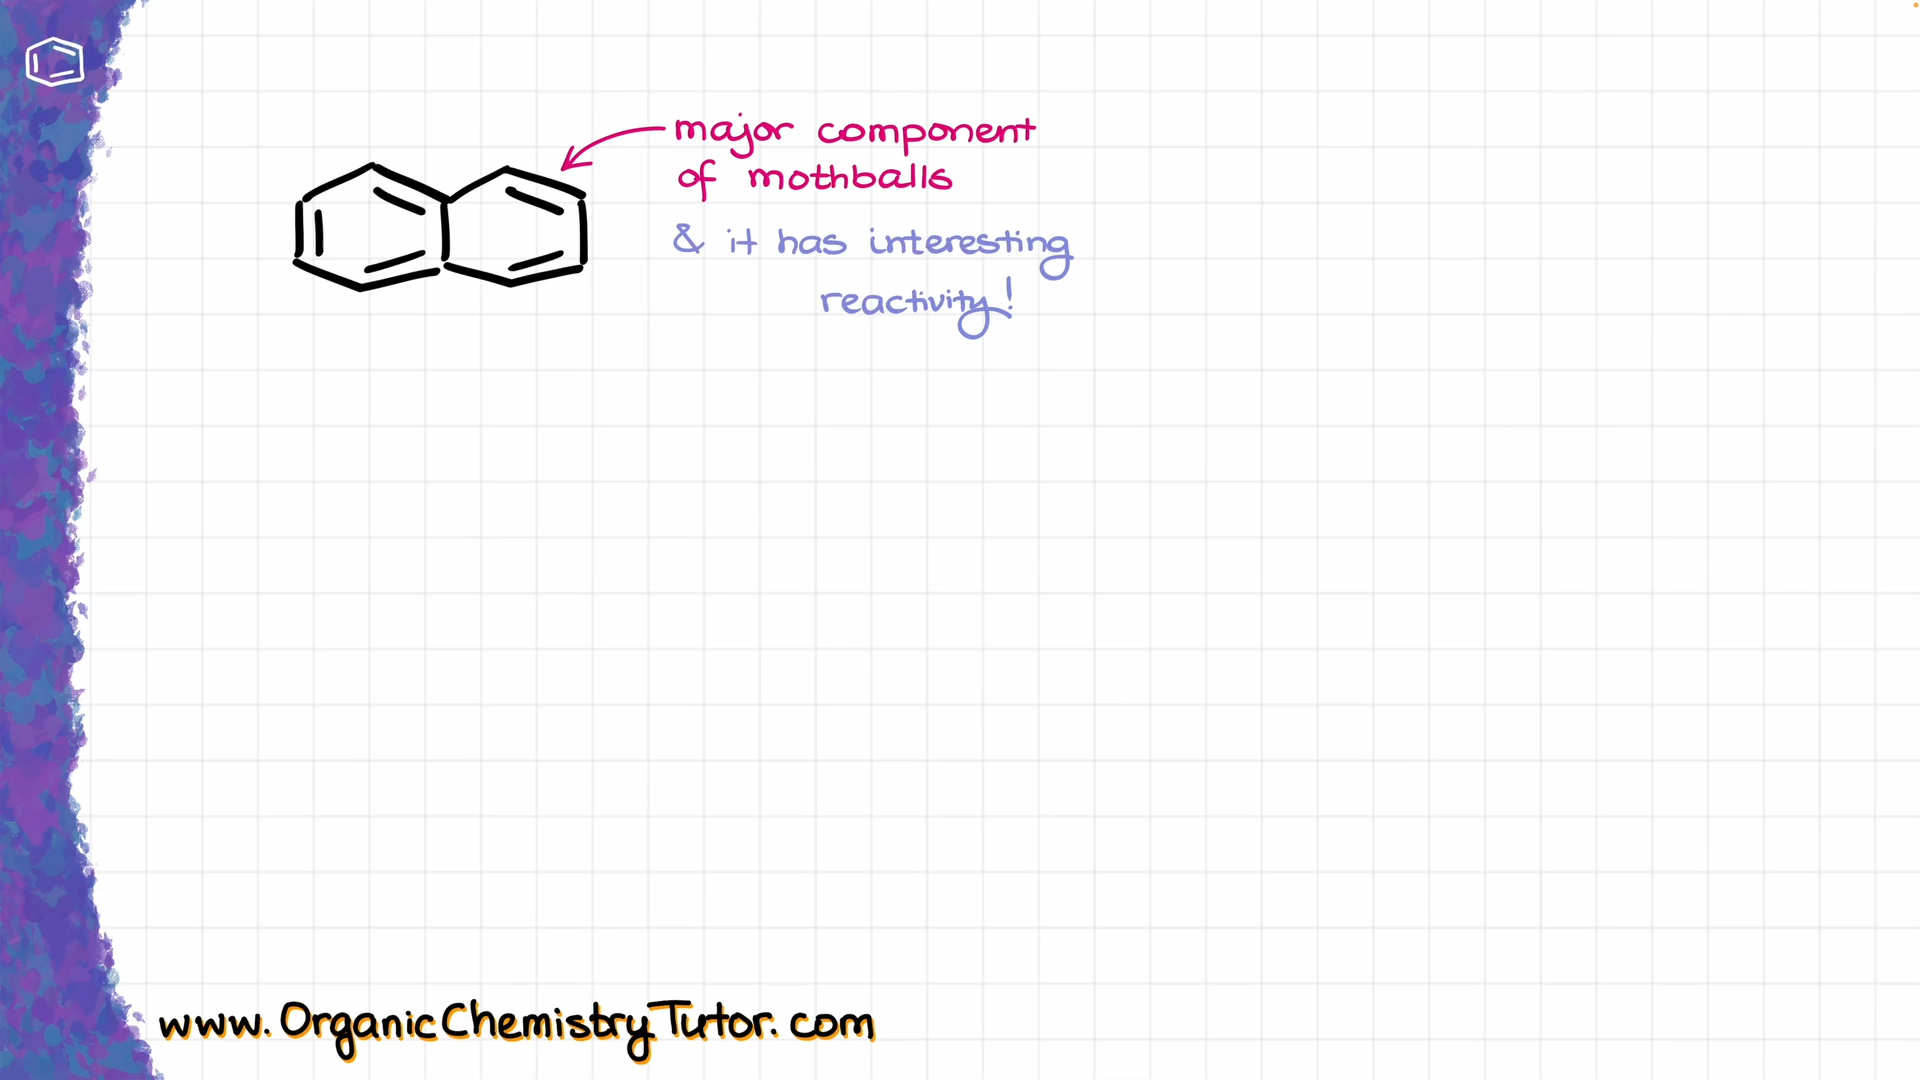 major component
of mothballs
& it has interesting
reactivity!
www.OrganicChemistryTutor.com